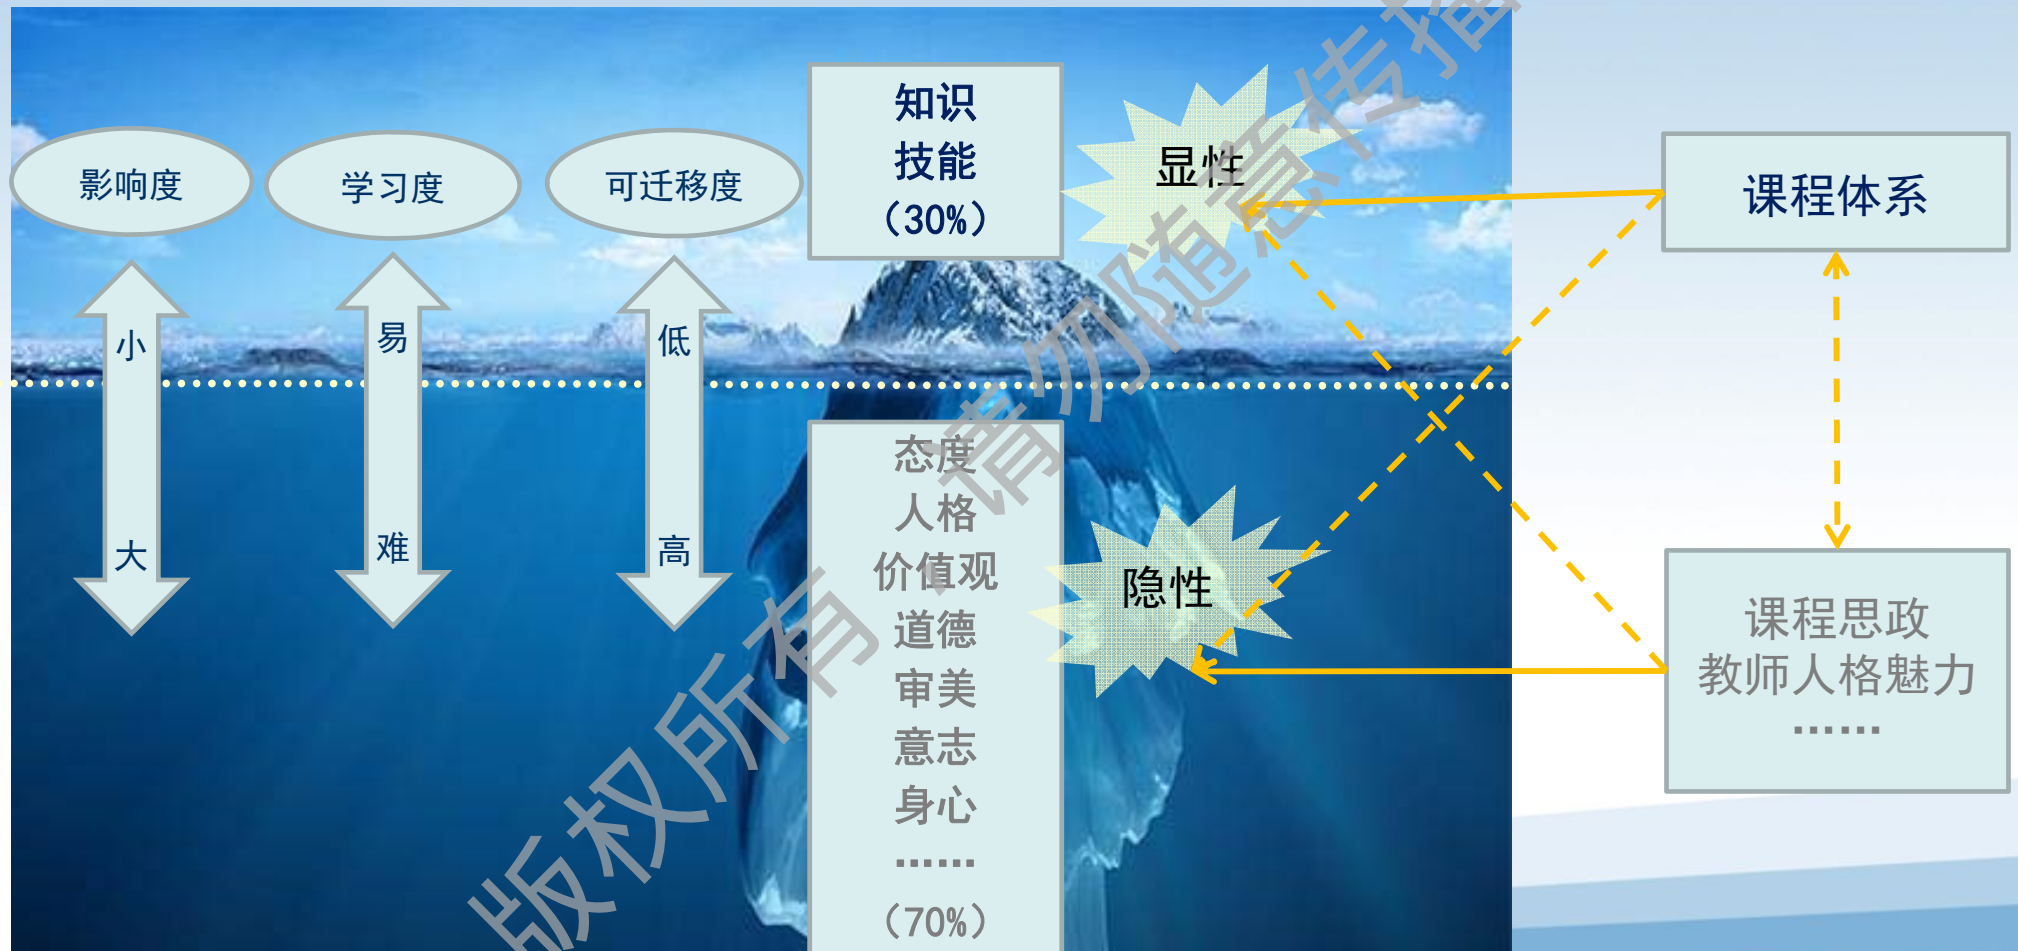 影响度
学习度
可迁移度
小
大
易
难
低
高
知识
技能
（30%）
态度
人格
价值观
道德
审美
意志
身心
……
（70%）
显性
隐性
课程体系
课程思政
教师人格魅力
……
版权所有，请勿随意传播